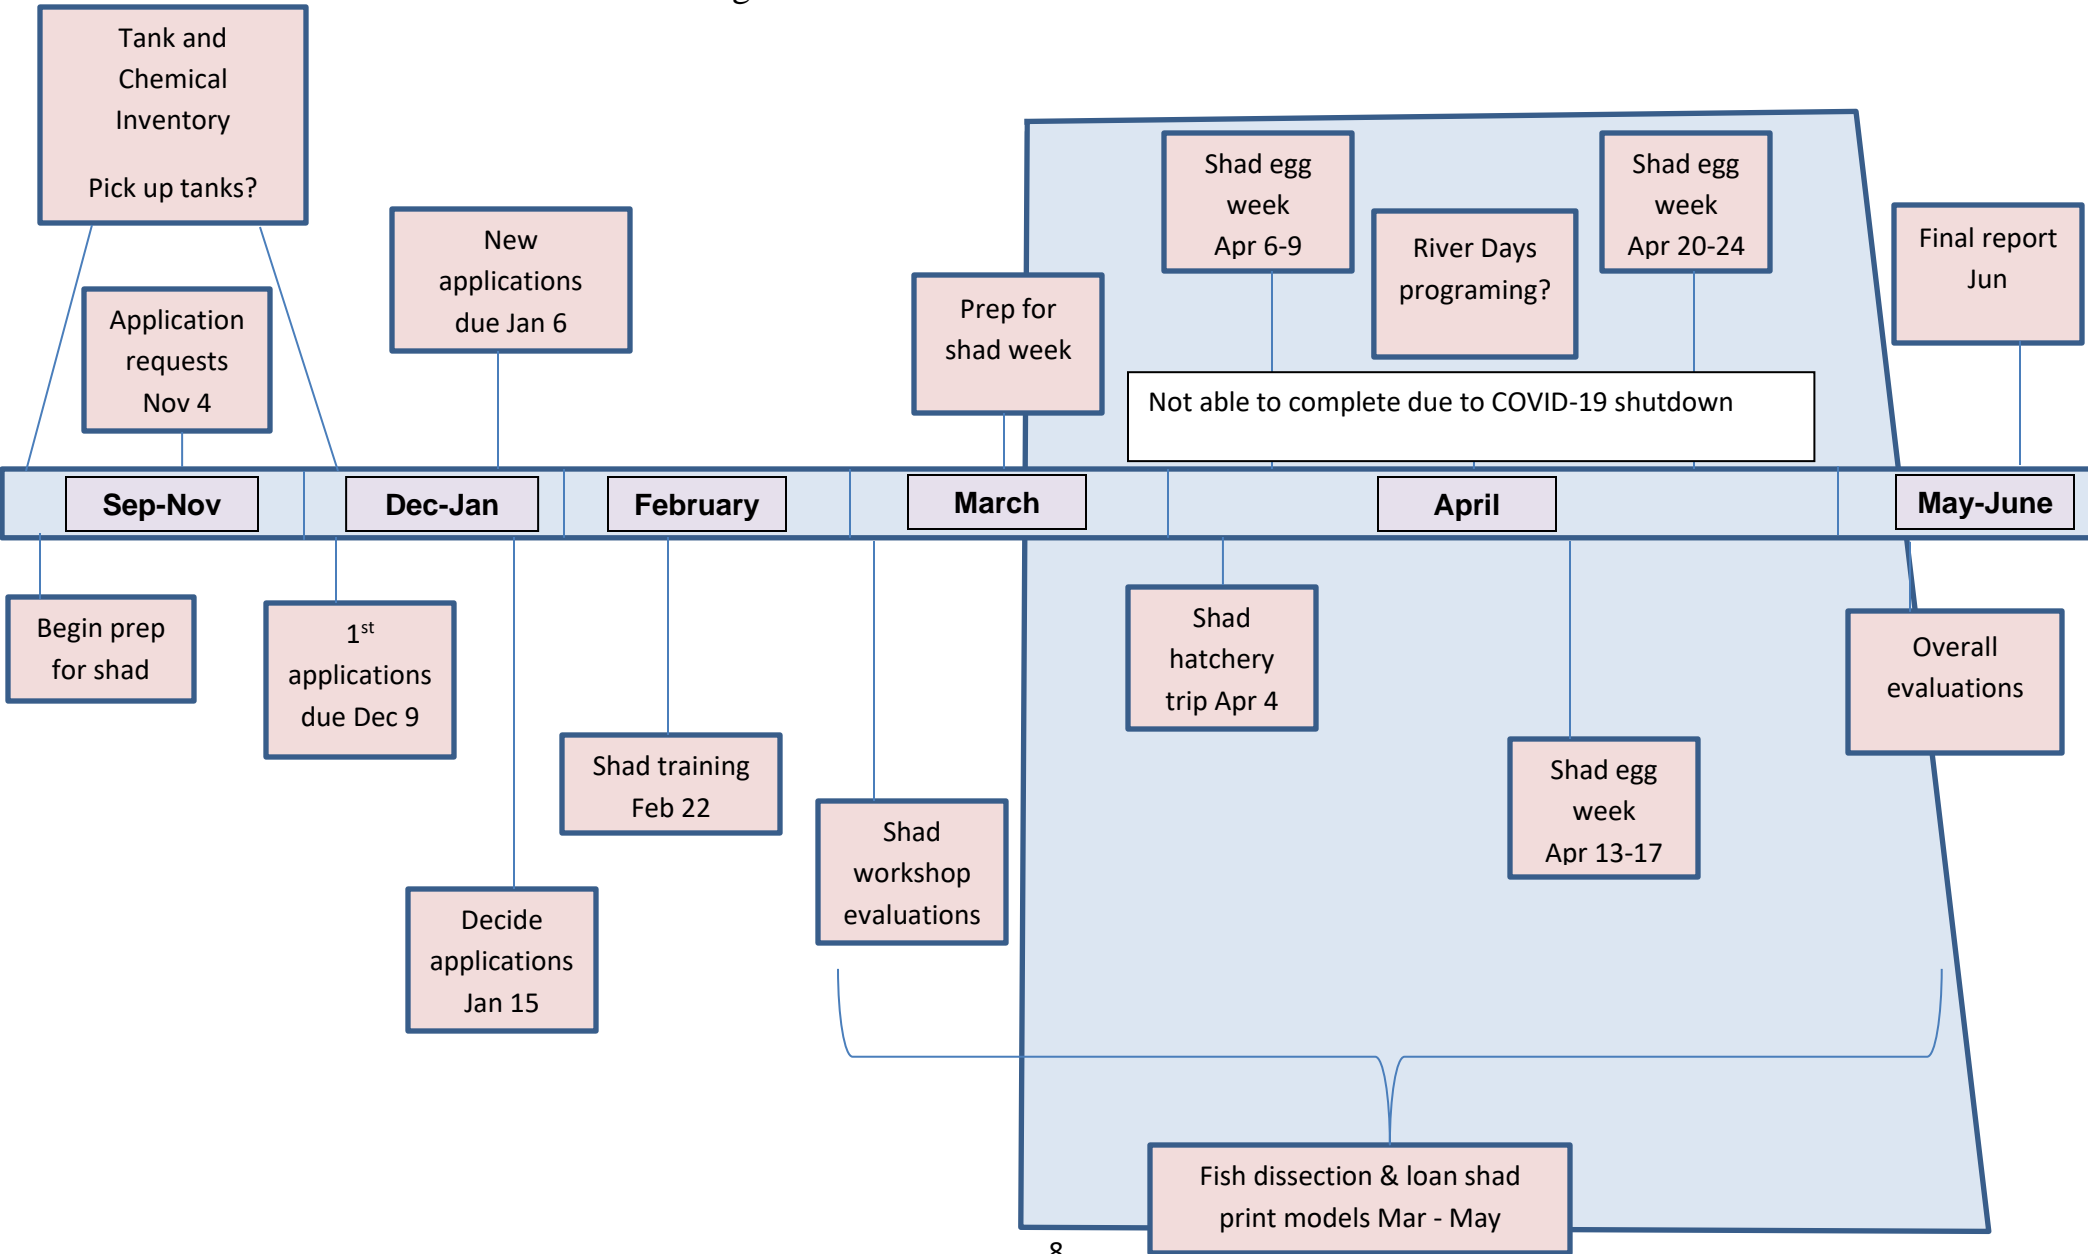 Tank and
Chemical
Inventory
Pick up tanks?
Application
requests
Nov 4
New
applications
due Jan 6
Prep for
shad week
Shad egg
week
Apr 6-9
River Days
programing?
Shad egg
week
Apr 20-24
Final report
Jun
Not able to complete due to COVID-19 shutdown
Sep-Nov
Dec-Jan
February
March
April
May-June
Begin prep
for shad
1st
applications
due Dec 9
Decide
applications
Jan 15
Shad training
Feb 22
Shad
workshop
evaluations
Shad
hatchery
trip Apr 4
Shad egg
week
Apr 13-17
Overall
evaluations
Fish dissection & loan shad
print models Mar - May
8